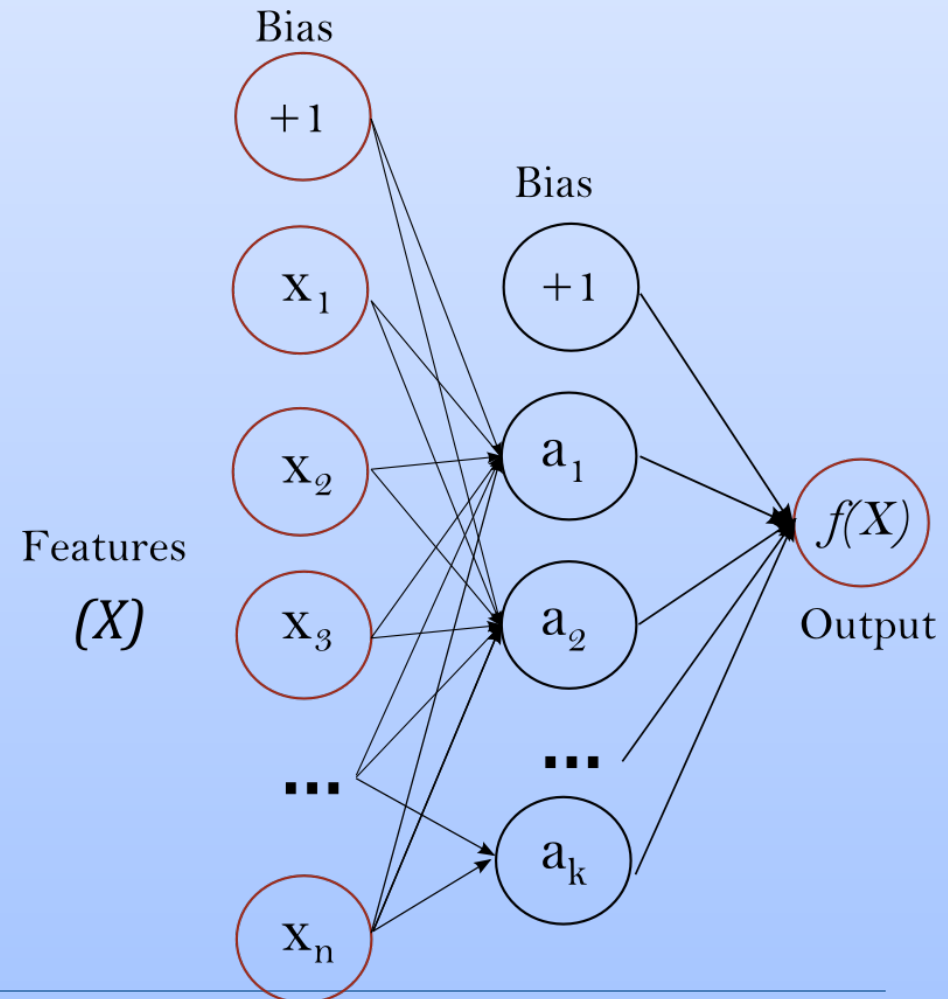 Bias
+1
x₁
x₂
x₃
...
xₙ
Features
(X)
Bias
+1
a₁
a₂
...
aₖ
f(X)
Output